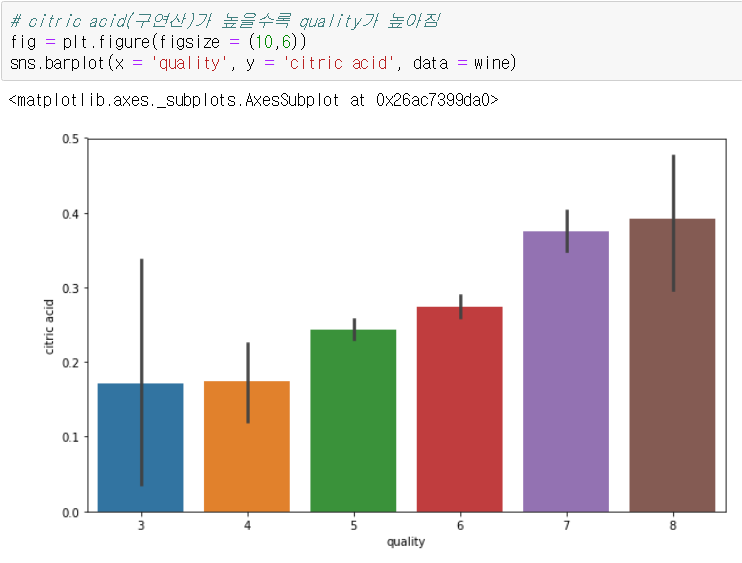 # citric acid(구연산)가 높을수록 quality가 높아짐
fig = plt.figure(figsize = (10,6))
sns.barplot(x = 'quality', y = 'citric acid', data = wine)
<matplotlib.axes._subplots.AxesSubplot at 0x26ac7399da0>
0.5
0.4
0.3
0.2
0.1
0.0
citric acid
3 4 5 6 7 8
quality